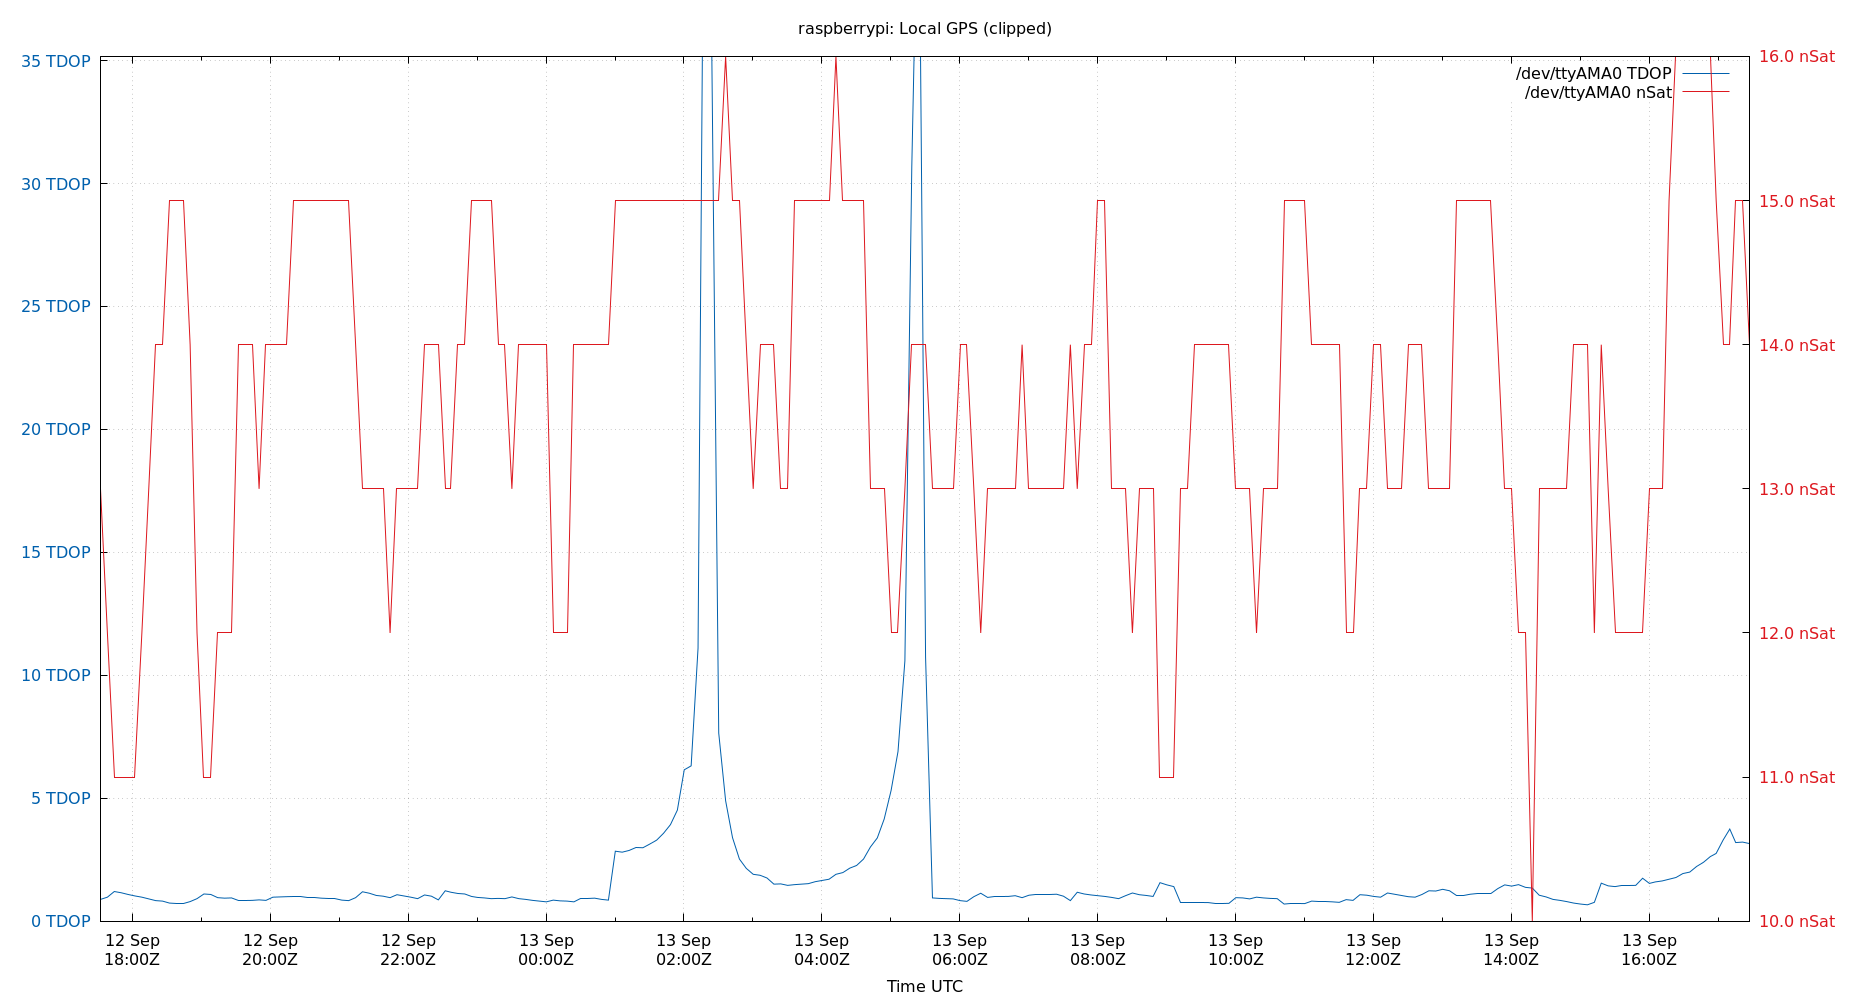 raspberrypi: Local GPS (clipped)
35 TDOP
30 TDOP
25 TDOP
20 TDOP
15 TDOP
10 TDOP
5 TDOP
0 TDOP
16.0 nSat
15.0 nSat
14.0 nSat
13.0 nSat
12.0 nSat
11.0 nSat
10.0 nSat
/dev/ttyAMA0 TDOP
/dev/ttyAMA0 nSat
12 Sep
18:00Z
12 Sep
20:00Z
12 Sep
22:00Z
13 Sep
00:00Z
13 Sep
02:00Z
13 Sep
04:00Z
13 Sep
06:00Z
13 Sep
08:00Z
13 Sep
10:00Z
13 Sep
12:00Z
13 Sep
14:00Z
13 Sep
16:00Z
Time UTC